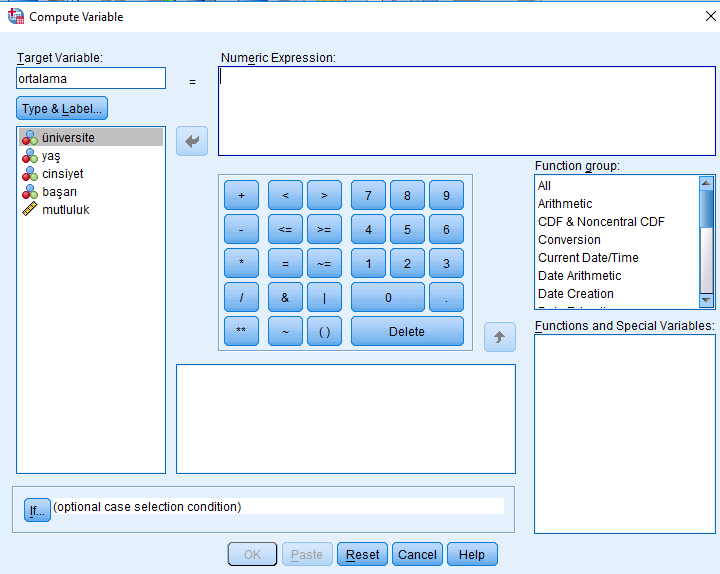 Compute Variable
Target Variable:
Numeric Expression:
ortalama
=
Type & Label...
üniversite
yaş
cinsiyet
başarı
mutluluk
+ < > 7 8 9
- <= >= 4 5 6
* = ~= 1 2 3
/ & | 0 .
** ~ ( ) Delete
Function group:
All
Arithmetic
CDF & Noncentral CDF
Conversion
Current Date/Time
Date Arithmetic
Date Creation
Functions and Special Variables:
If... (optional case selection condition)
OK Paste Reset Cancel Help